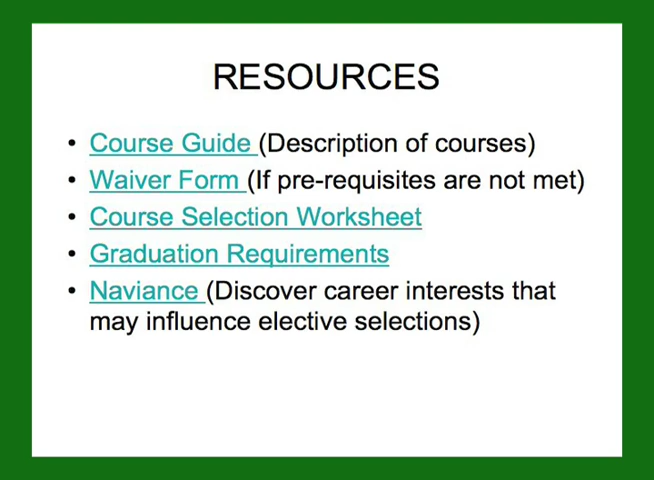 RESOURCES
• Course Guide (Description of courses)
• Waiver Form (If pre-requisites are not met)
• Course Selection Worksheet
• Graduation Requirements
• Naviance (Discover career interests that
may influence elective selections)